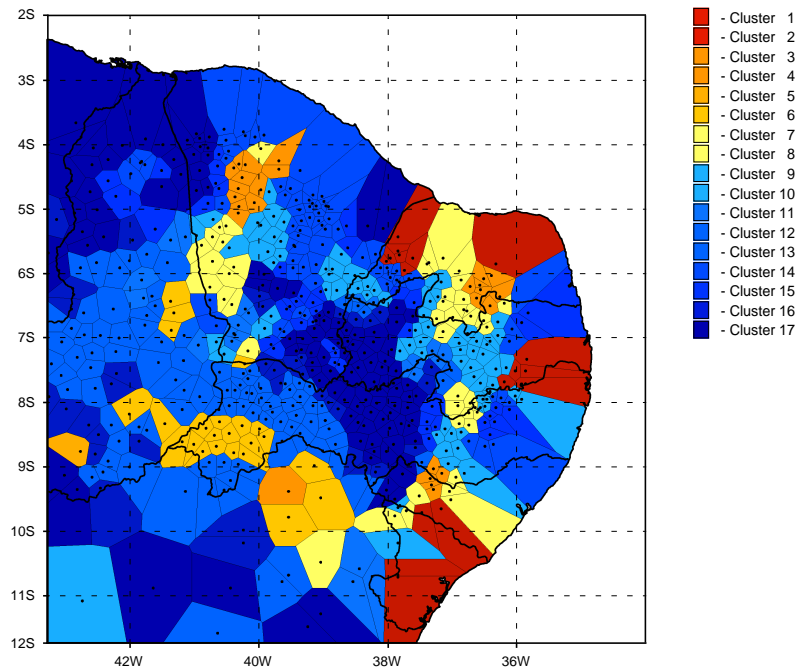 2S
3S
4S
5S
6S
7S
8S
9S
10S
11S
12S
42W 40W 38W 36W
- Cluster 1
- Cluster 2
- Cluster 3
- Cluster 4
- Cluster 5
- Cluster 6
- Cluster 7
- Cluster 8
- Cluster 9
- Cluster 10
- Cluster 11
- Cluster 12
- Cluster 13
- Cluster 14
- Cluster 15
- Cluster 16
- Cluster 17